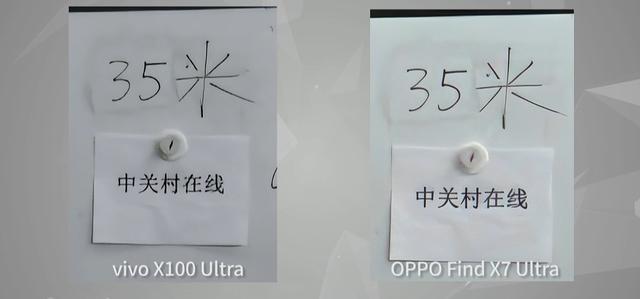 35米
中关村在线
vivo X100 Ultra
35米
中关村在线
OPPO Find X7 Ultra